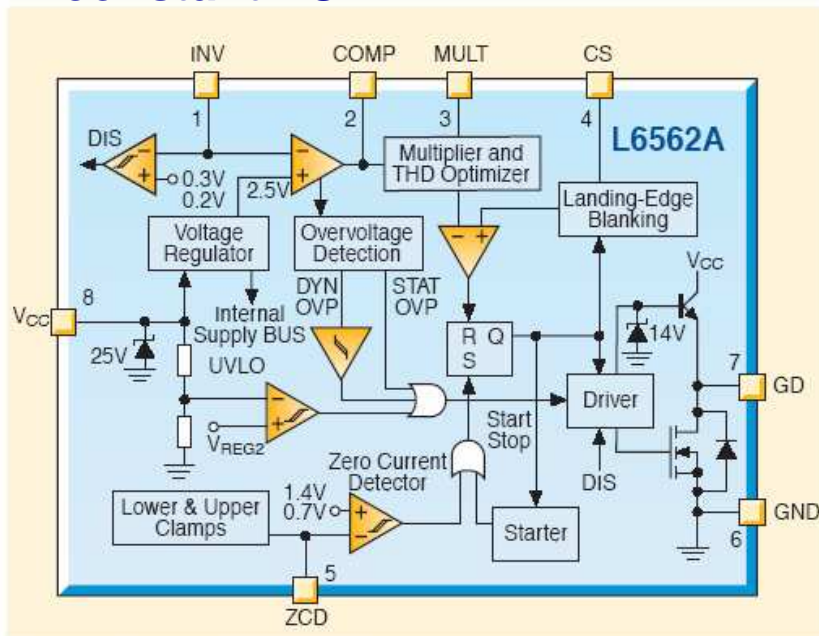 INV
COMP
MULT
CS
1
2
3
4
L6562A
DIS
0.3V
0.2V
2.5V
Multiplier and
THD Optimizer
Landing-Edge
Blanking
Voltage
Regulator
Overvoltage
Detection
VCC
8
25V
Internal
Supply BUS
DYN
OVP
STAT
OVP
R Q
S
VCC
14V
7
GD
UVLO
VREG2
Start
Stop
Driver
DIS
Zero Current
Detector
1.4V
0.7V
Lower & Upper
Clamps
Starter
GND
6
5
ZCD